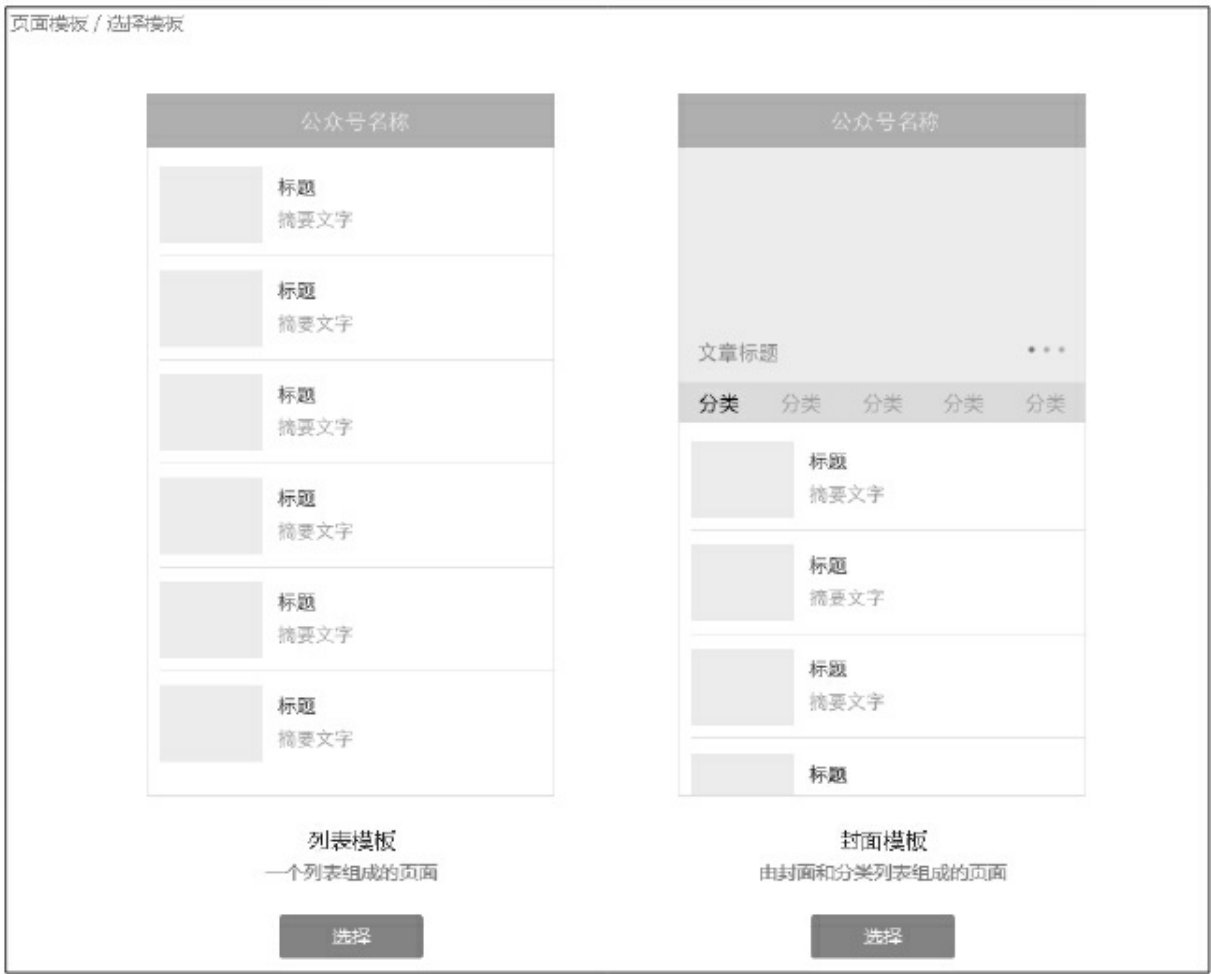 页面模板 / 选择模板
公众号名称
标题
摘要文字
标题
摘要文字
标题
摘要文字
标题
摘要文字
标题
摘要文字
标题
摘要文字
列表模板
一个列表组成的页面
选择
公众号名称
文章标题
分类 分类 分类 分类 分类
标题
摘要文字
标题
摘要文字
标题
摘要文字
标题
封面模板
由封面和分类列表组成的页面
选择